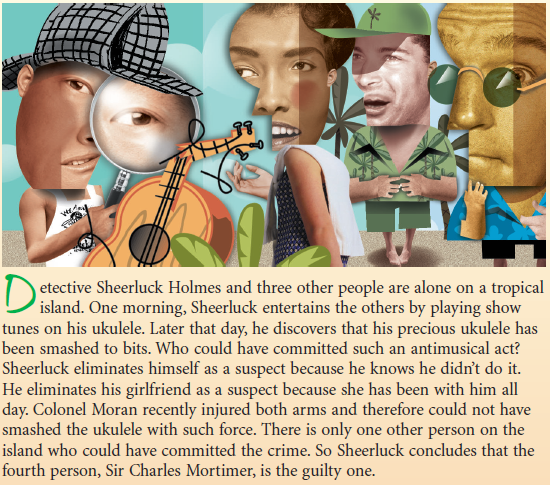 Detective Sheerluck Holmes and three other people are alone on a tropical
island. One morning, Sheerluck entertains the others by playing show
tunes on his ukulele. Later that day, he discovers that his precious ukulele has
been smashed to bits. Who could have committed such an antimusical act?
Sheerluck eliminates himself as a suspect because he knows he didn't do it.
He eliminates his girlfriend as a suspect because she has been with him all
day. Colonel Moran recently injured both arms and therefore could not have
smashed the ukulele with such force. There is only one other person on the
island who could have committed the crime. So Sheerluck concludes that the
fourth person, Sir Charles Mortimer, is the guilty one.